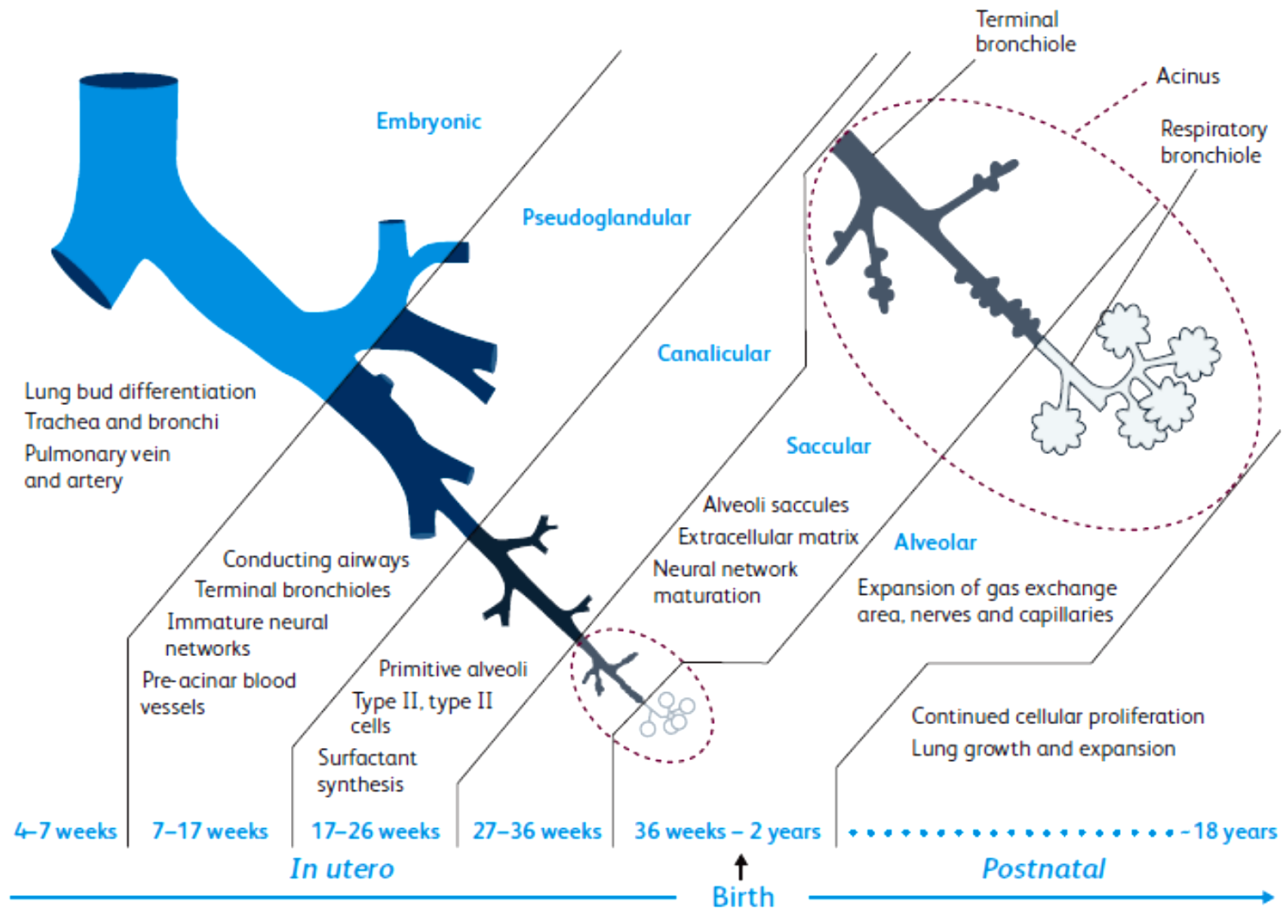 Terminal
bronchiole
Acinus
Respiratory
bronchiole
Embryonic
Pseudoglandular
Canalicular
Saccular
Alveolar
Lung bud differentiation
Trachea and bronchi
Pulmonary vein
and artery
Conducting airways
Terminal bronchioles
Immature neural
networks
Pre-acinar blood
vessels
Primitive alveoli
Type II, type II
cells
Surfactant
synthesis
Alveoli saccules
Extracellular matrix
Neural network
maturation
Expansion of gas exchange
area, nerves and capillaries
Continued cellular proliferation
Lung growth and expansion
4–7 weeks
7–17 weeks
17–26 weeks
27–36 weeks
36 weeks – 2 years
~18 years
In utero
Birth
Postnatal